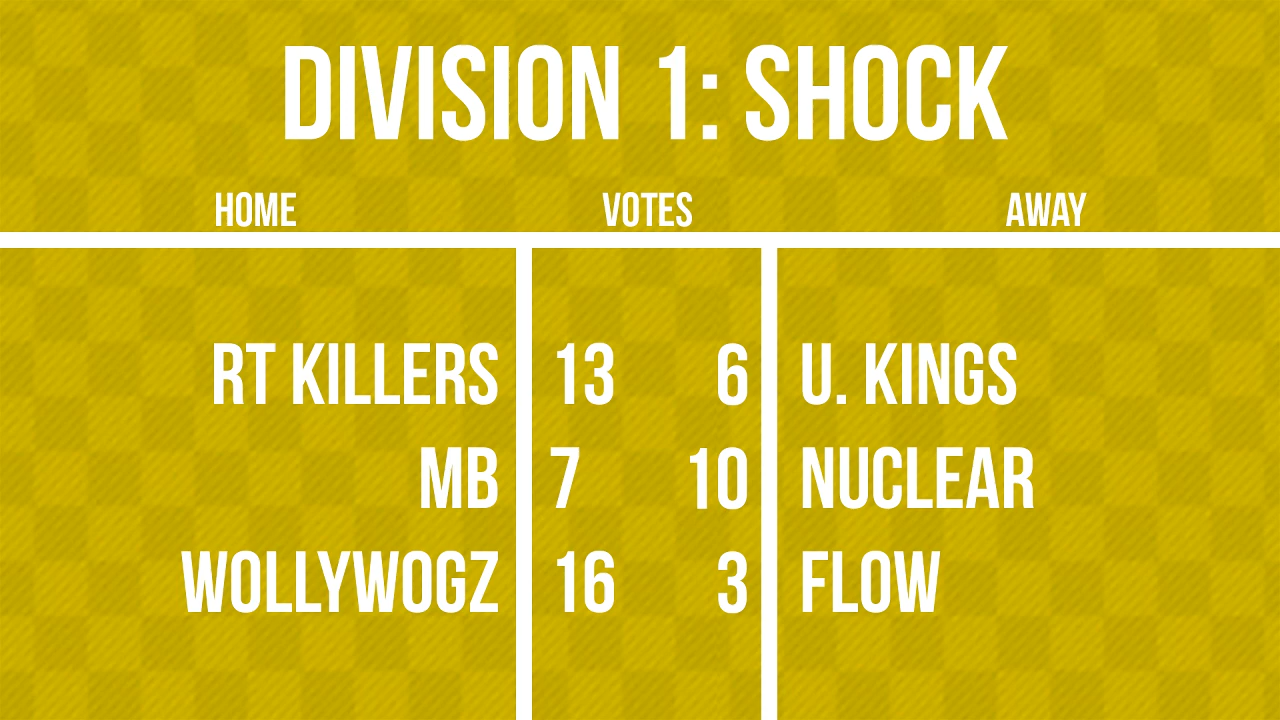 DIVISION 1: SHOCK
HOME VOTES AWAY
RT KILLERS 13 6 U. KINGS
MB 7 10 NUCLEAR
WOLLYWOGZ 16 3 FLOW